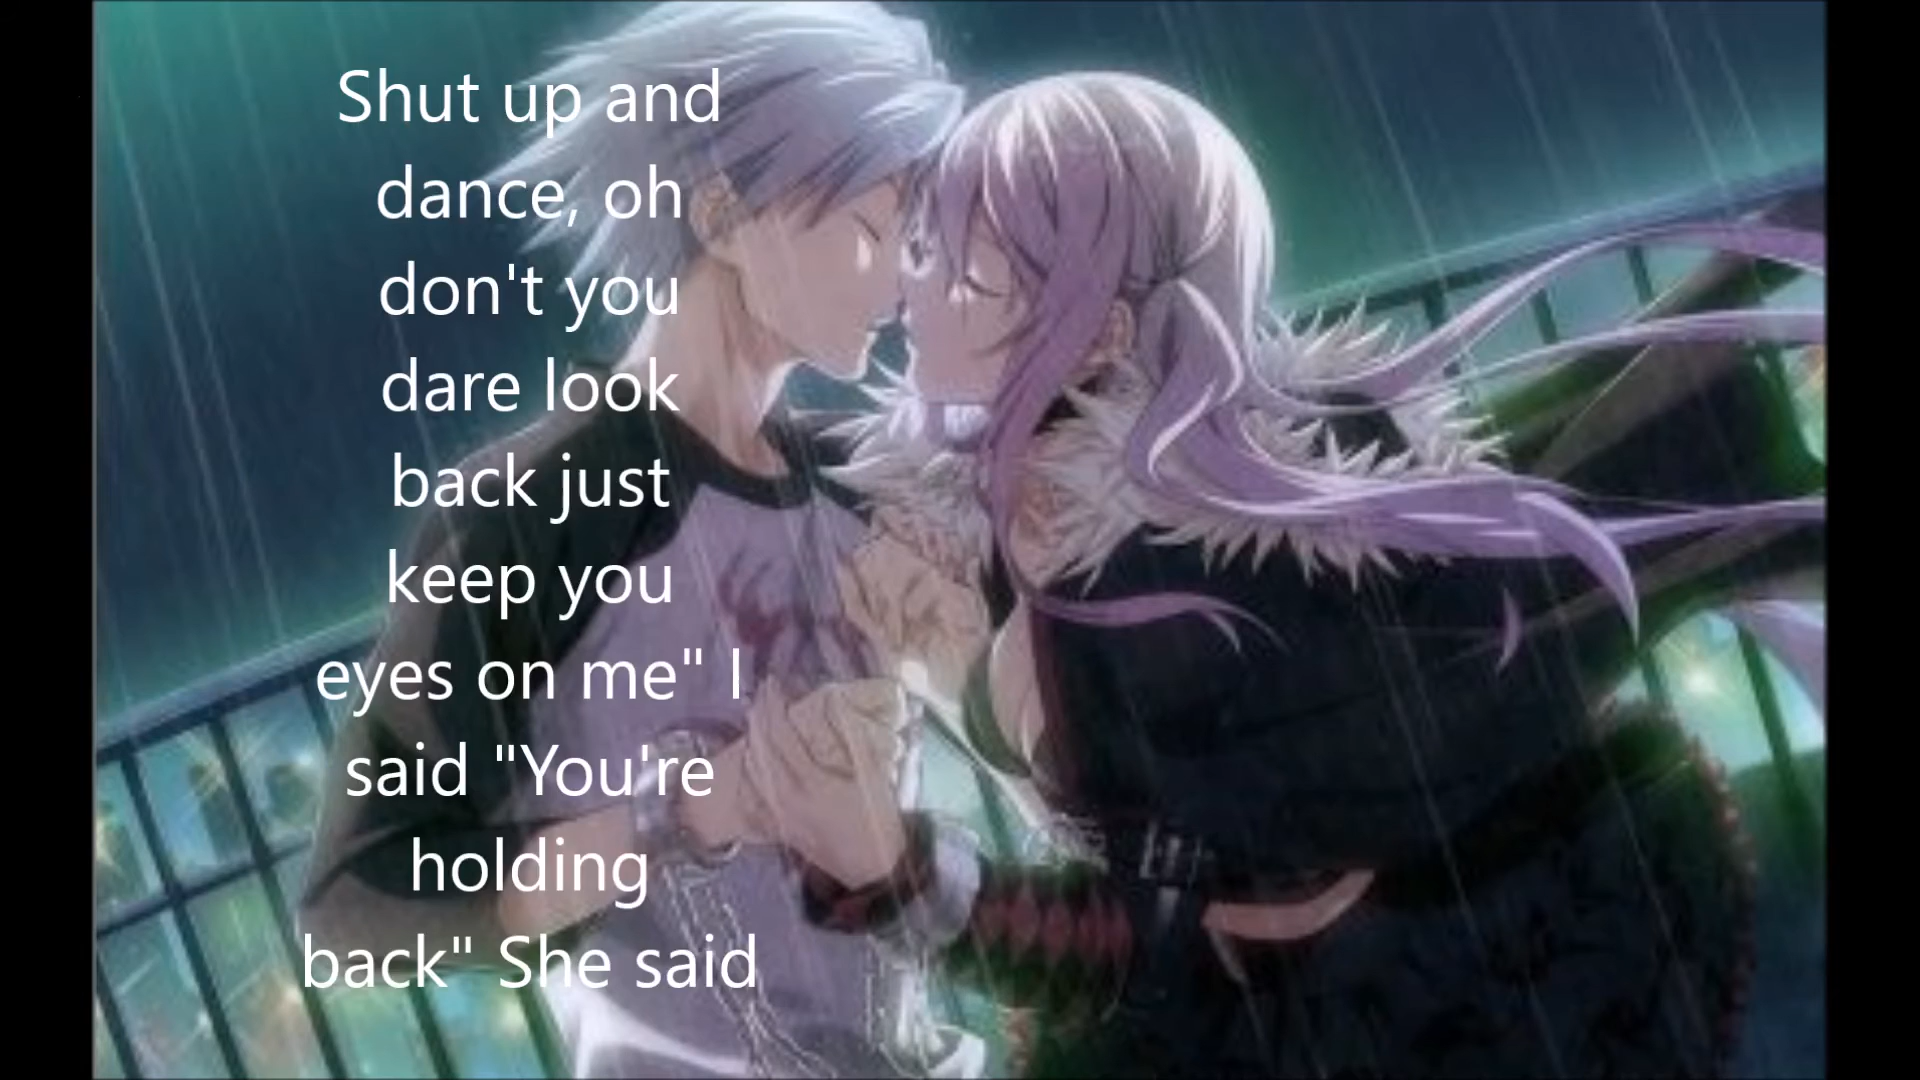 Shut up and
dance, oh
don't you
dare look
back just
keep you
eyes on me" I
said "You're
holding
back" She said